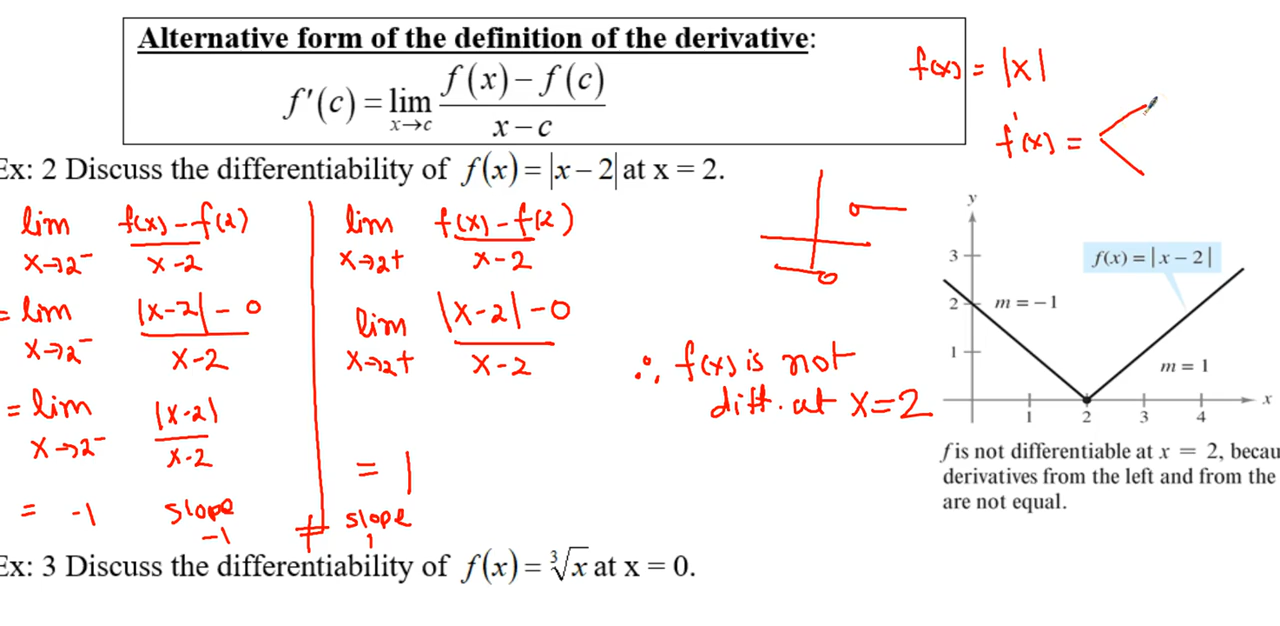 Alternative form of the definition of the derivative:
f'(c) = lim x→c (f(x) − f(c)) / (x − c)
f(x) = |x|
f'(x) = <
Ex: 2 Discuss the differentiability of f(x) = |x − 2| at x = 2.
lim x→2⁻ (f(x) − f(2)) / (x − 2)
= lim x→2⁻ (|x−2| − 0) / (x − 2)
= lim x→2⁻ |x−2| / (x−2)
= −1 slope −1
≠
lim x→2+ (f(x) − f(2)) / (x − 2)
lim x→2+ (|x−2| − 0) / (x − 2)
= 1
slope 1
∴ f(x) is not
diff. at x=2
y
3
2
1
m = −1
f(x) = |x − 2|
m = 1
1 2 3 4 x
f is not differentiable at x = 2, becau
derivatives from the left and from the
are not equal.
Ex: 3 Discuss the differentiability of f(x) = ∛x at x = 0.